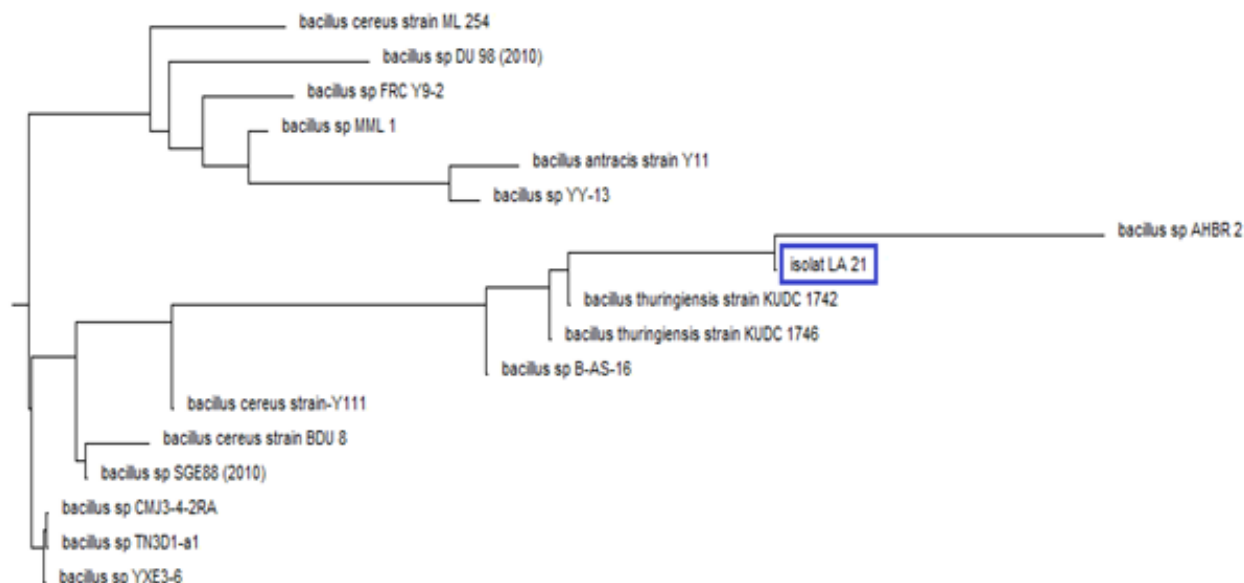 bacillus cereus strain ML 254
bacillus sp DU 98 (2010)
bacillus sp FRC Y9-2
bacillus sp MML 1
bacillus antracis strain Y11
bacillus sp YY-13
bacillus sp AHBR 2
isolat LA 21
bacillus thuringiensis strain KUDC 1742
bacillus thuringiensis strain KUDC 1746
bacillus sp B-AS-16
bacillus cereus strain-Y111
bacillus cereus strain BDU 8
bacillus sp SGE88 (2010)
bacillus sp CMJ3-4-2RA
bacillus sp TN3D1-a1
bacillus sp YXE3-6